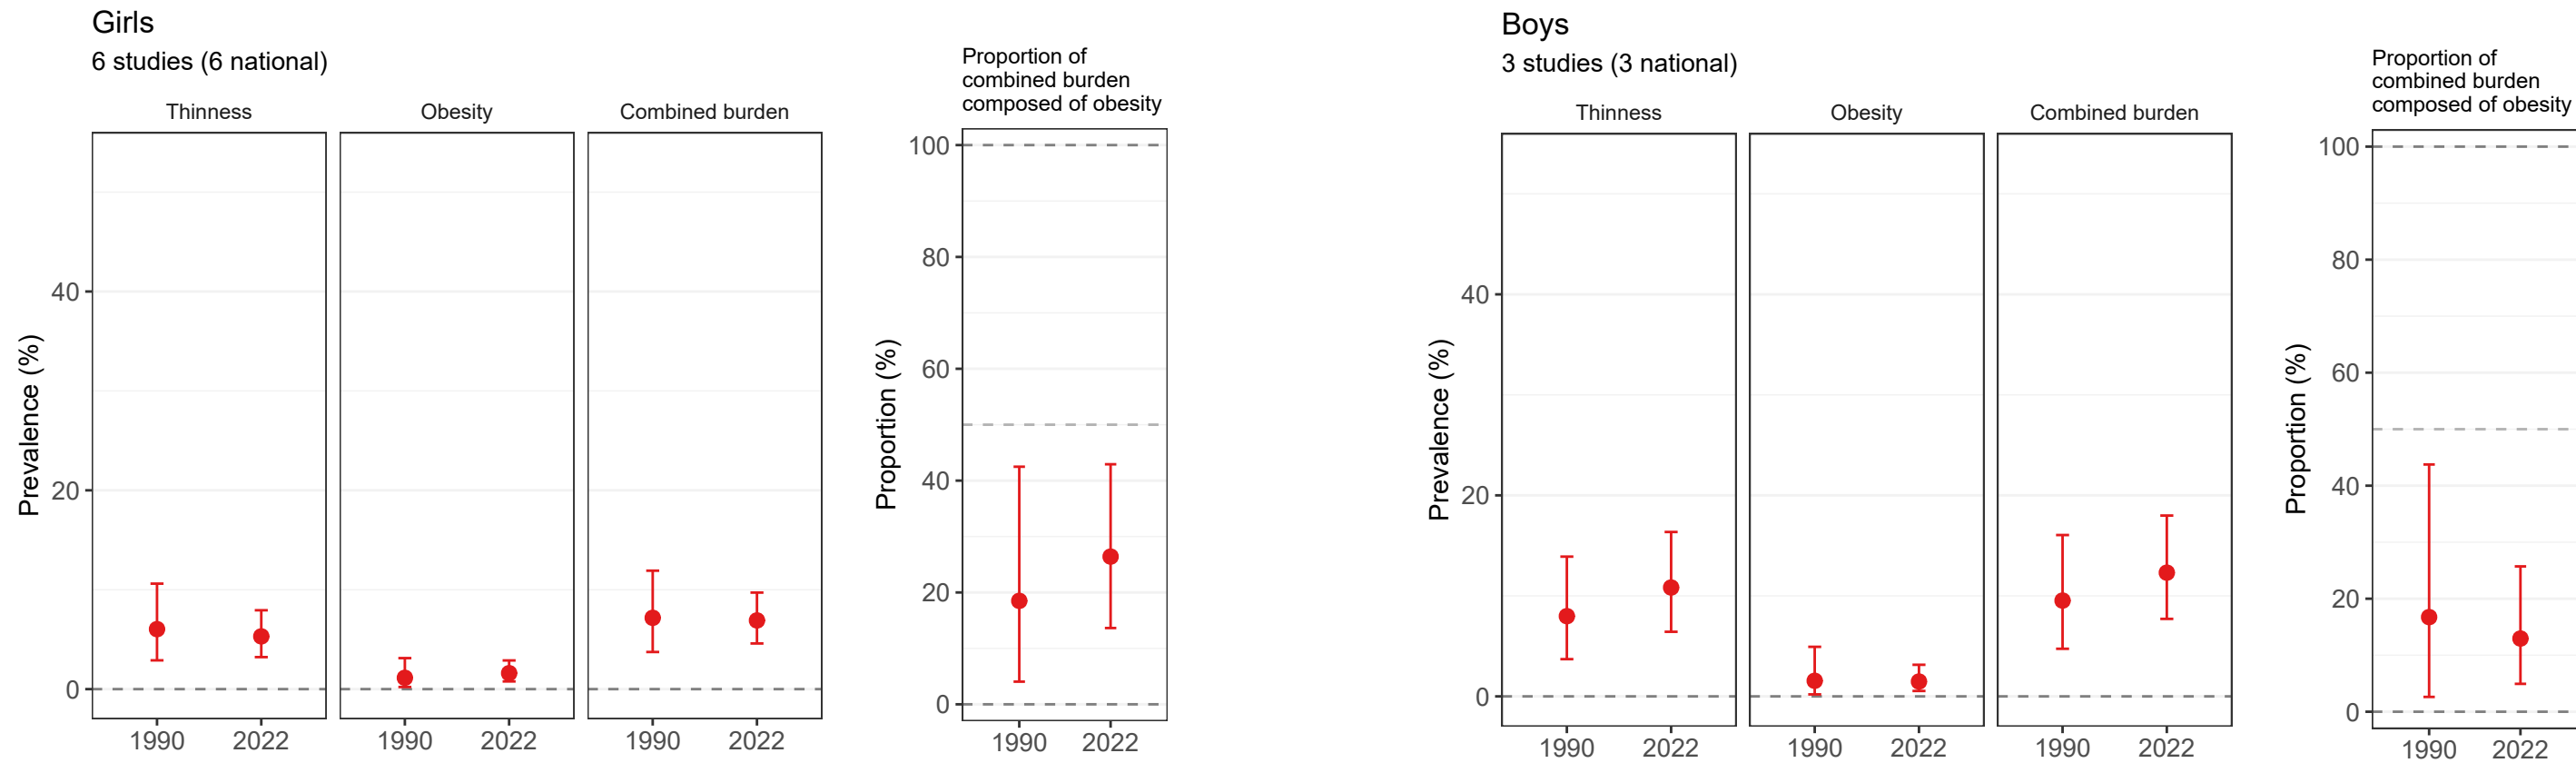 Girls
6 studies (6 national)
Thinness
Obesity
Combined burden
Prevalence (%)
40
20
0
1990
2022
1990
2022
1990
2022
Proportion of
combined burden
composed of obesity
Proportion (%)
100
80
60
40
20
0
1990
2022
Boys
3 studies (3 national)
Thinness
Obesity
Combined burden
Prevalence (%)
40
20
0
1990
2022
1990
2022
1990
2022
Proportion of
combined burden
composed of obesity
Proportion (%)
100
80
60
40
20
0
1990
2022